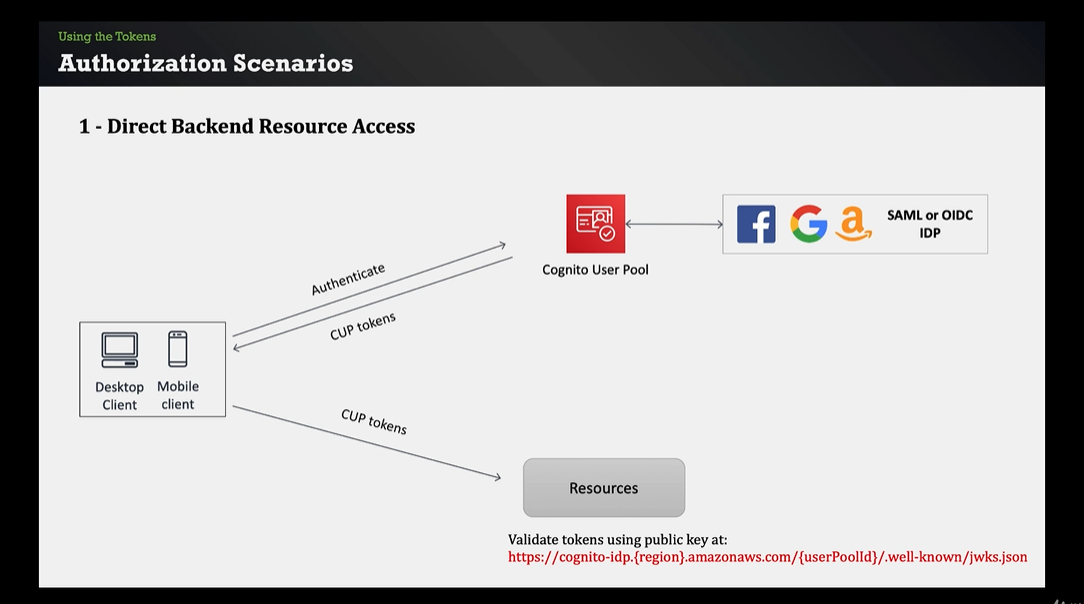 Using the Tokens
Authorization Scenarios
1 - Direct Backend Resource Access
SAML or OIDC
IDP
Cognito User Pool
Authenticate
CUP tokens
Desktop
Client
Mobile
client
CUP tokens
Resources
Validate tokens using public key at:
https://cognito-idp.{region}.amazonaws.com/{userPoolId}/.well-known/jwks.json